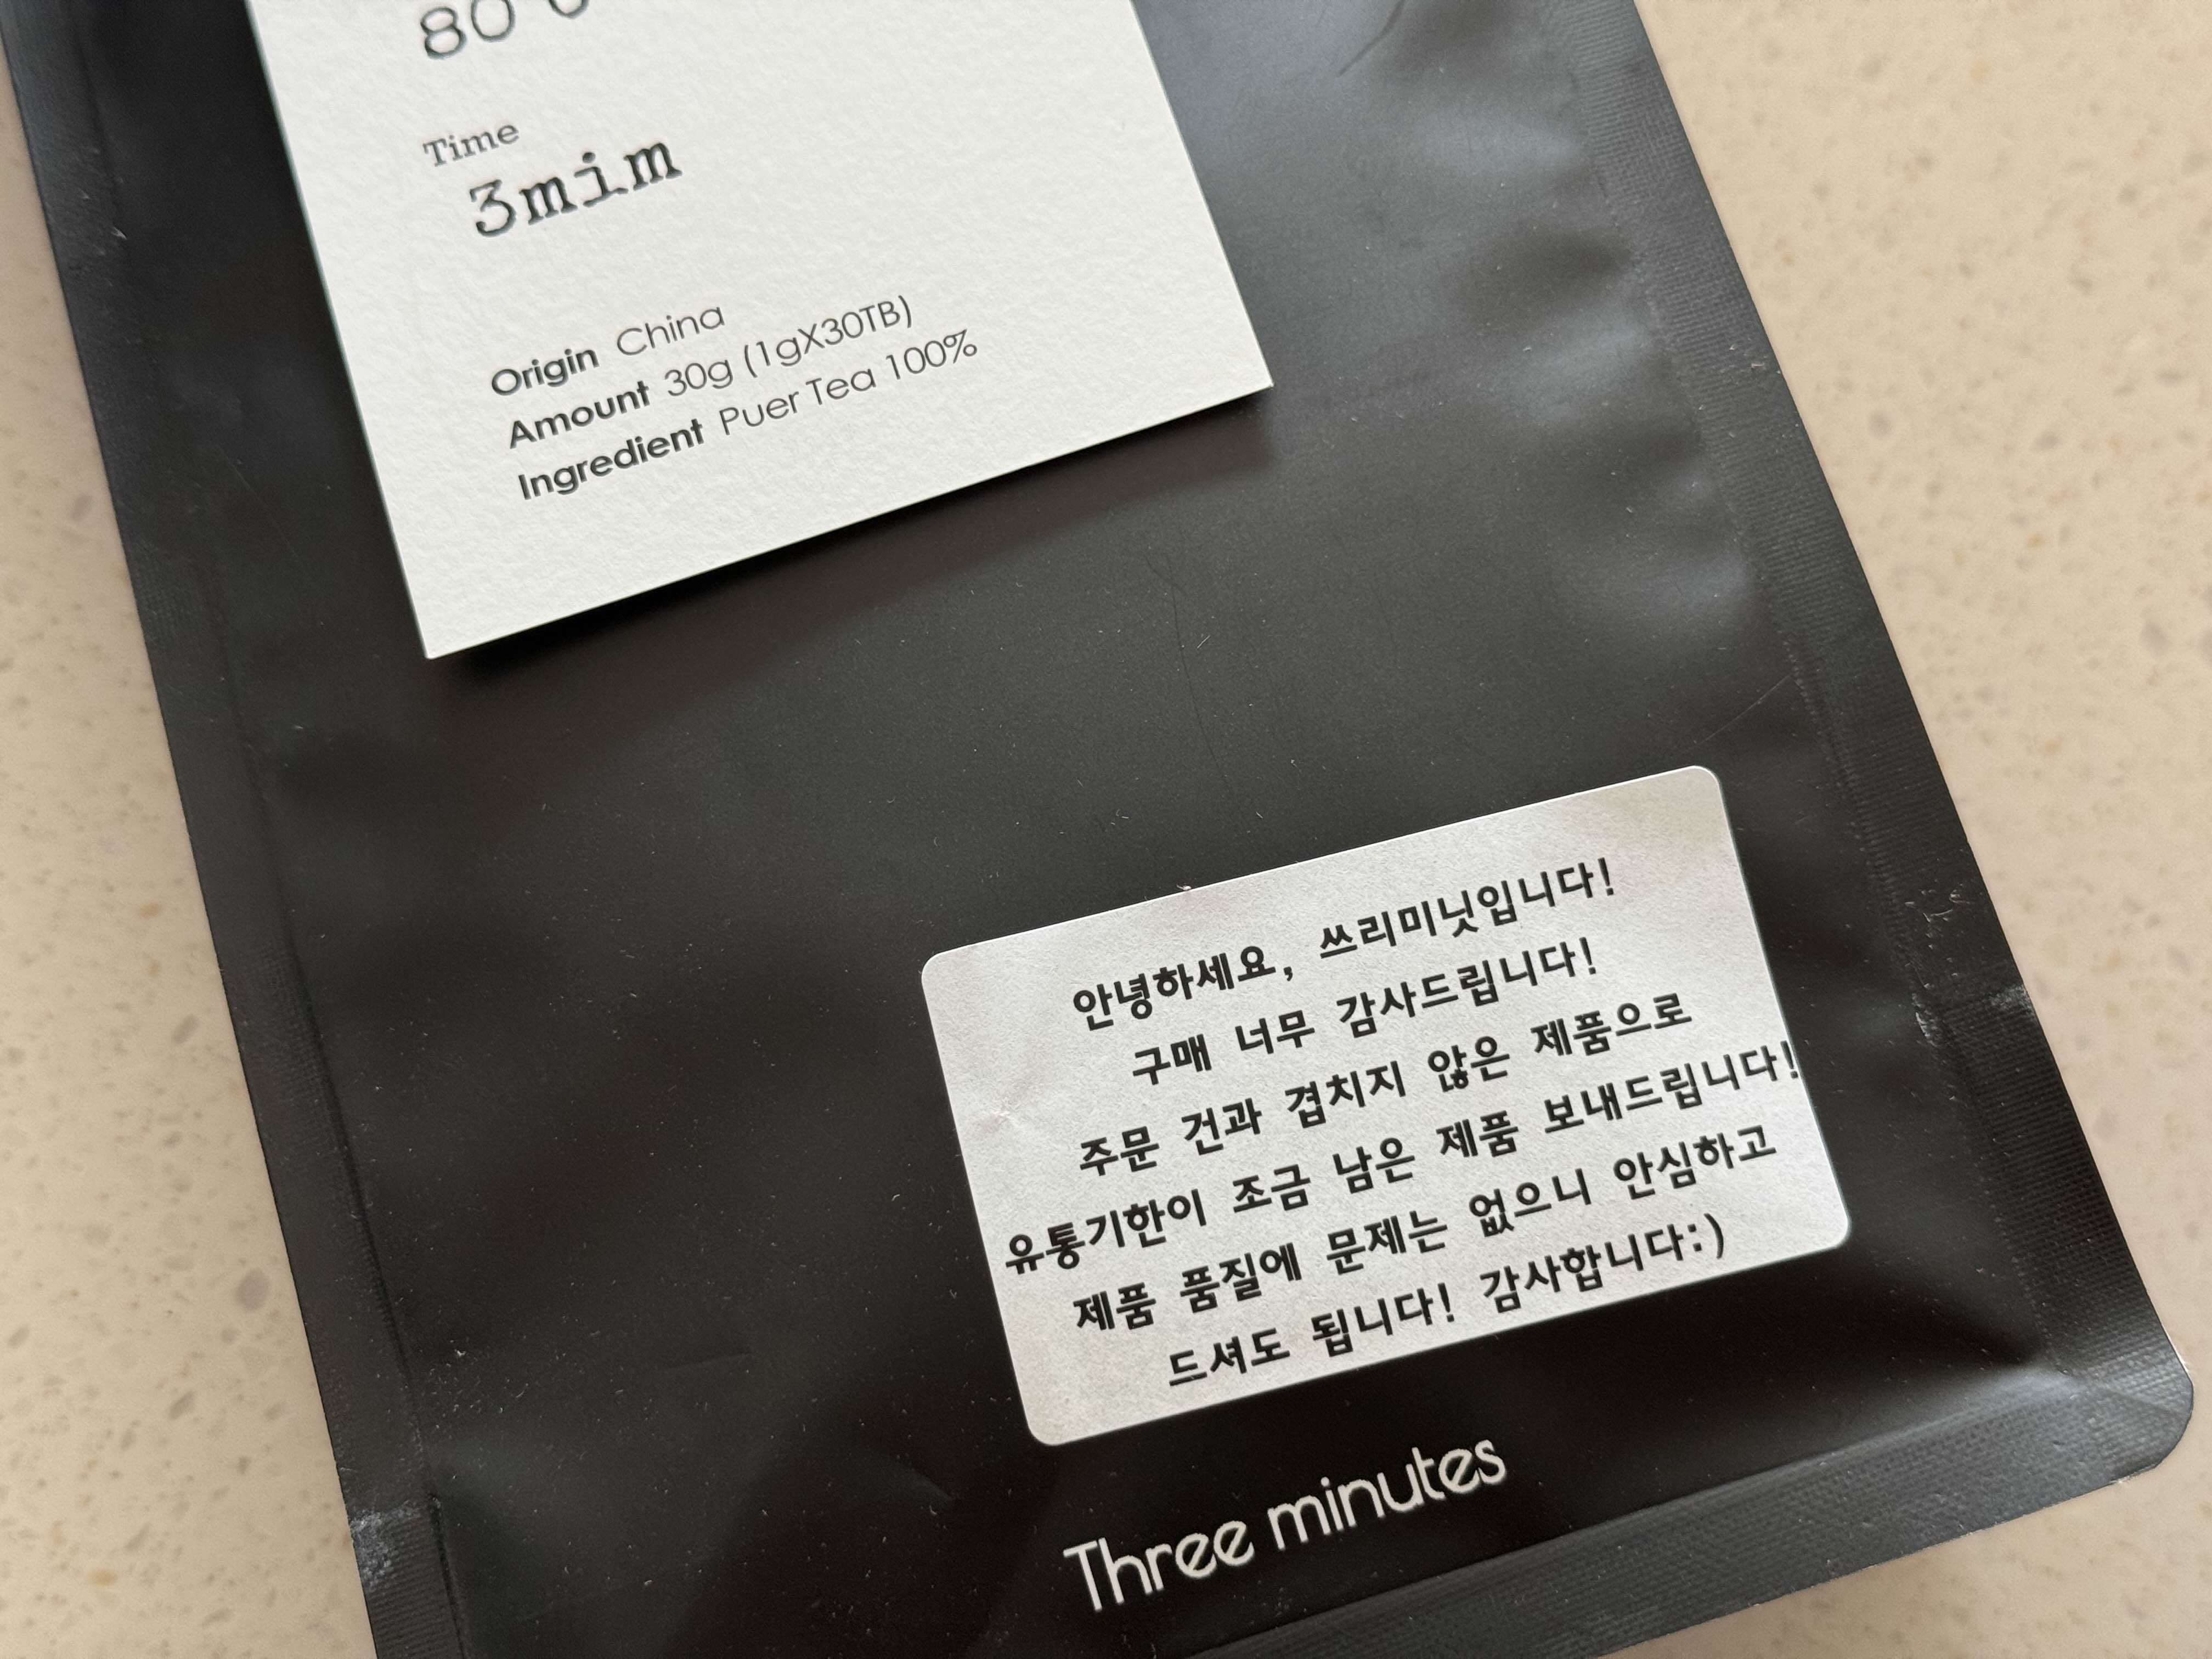 80
Time
3mim
Origin China
Amount 30g (1gX30TB)
Ingredient Puer Tea 100%
안녕하세요, 쓰리미닛입니다!
구매 너무 감사드립니다!
주문 건과 겹치지 않은 제품으로
유통기한이 조금 남은 제품 보내드립니다!
제품 품질에 문제는 없으니 안심하고
드셔도 됩니다! 감사합니다:)
Three minutes